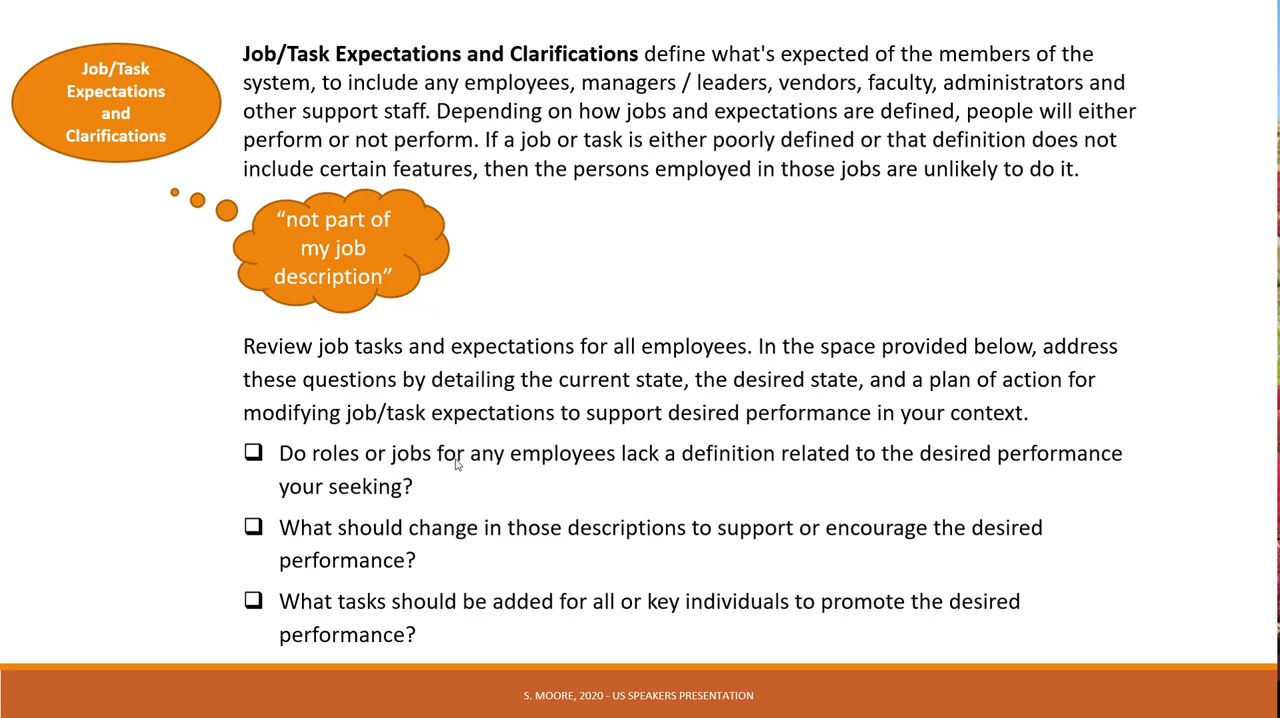 Job/Task
Expectations
and
Clarifications
Job/Task Expectations and Clarifications define what's expected of the members of the
system, to include any employees, managers / leaders, vendors, faculty, administrators and
other support staff. Depending on how jobs and expectations are defined, people will either
perform or not perform. If a job or task is either poorly defined or that definition does not
include certain features, then the persons employed in those jobs are unlikely to do it.
“not part of
my job
description”
Review job tasks and expectations for all employees. In the space provided below, address
these questions by detailing the current state, the desired state, and a plan of action for
modifying job/task expectations to support desired performance in your context.
❑ Do roles or jobs for any employees lack a definition related to the desired performance
your seeking?
❑ What should change in those descriptions to support or encourage the desired
performance?
❑ What tasks should be added for all or key individuals to promote the desired
performance?
S. MOORE, 2020 - US SPEAKERS PRESENTATION